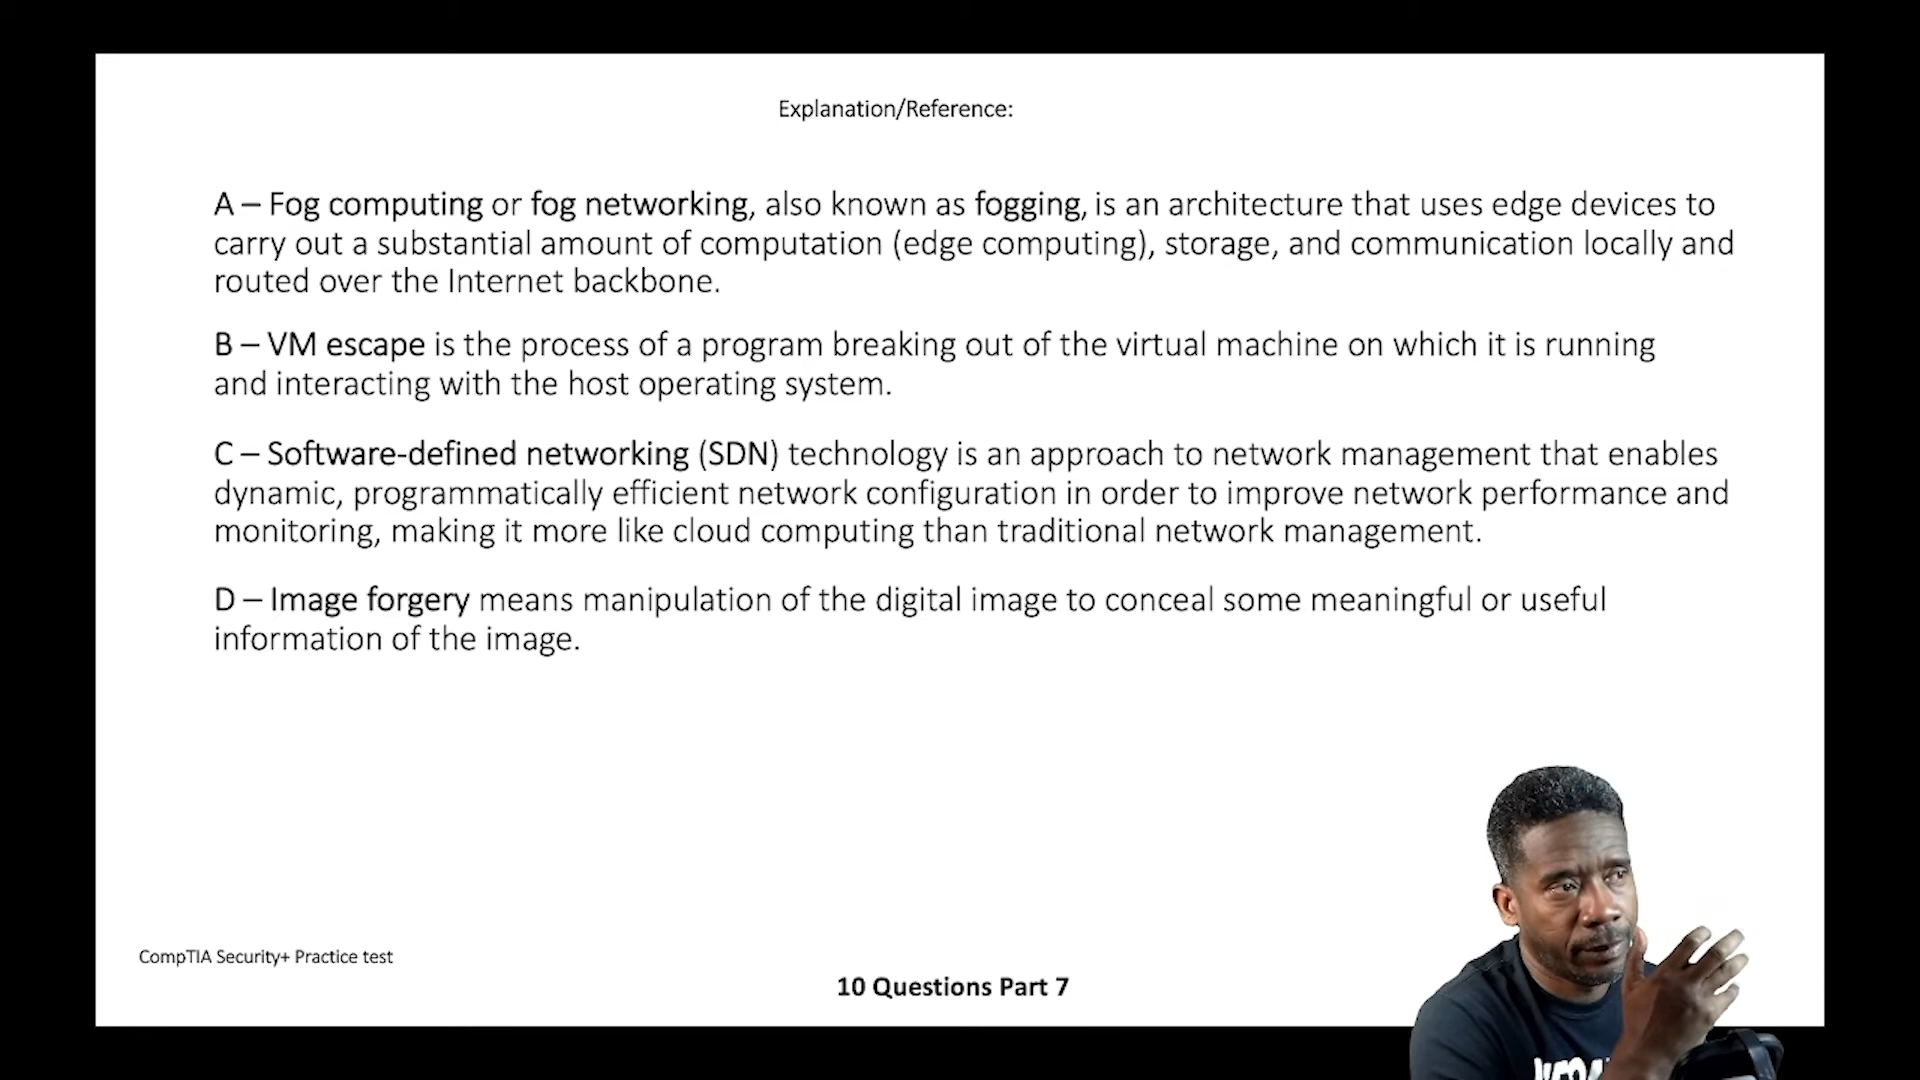 Explanation/Reference:
A – Fog computing or fog networking, also known as fogging, is an architecture that uses edge devices to
carry out a substantial amount of computation (edge computing), storage, and communication locally and
routed over the Internet backbone.
B – VM escape is the process of a program breaking out of the virtual machine on which it is running
and interacting with the host operating system.
C – Software-defined networking (SDN) technology is an approach to network management that enables
dynamic, programmatically efficient network configuration in order to improve network performance and
monitoring, making it more like cloud computing than traditional network management.
D – Image forgery means manipulation of the digital image to conceal some meaningful or useful
information of the image.
CompTIA Security+ Practice test
10 Questions Part 7